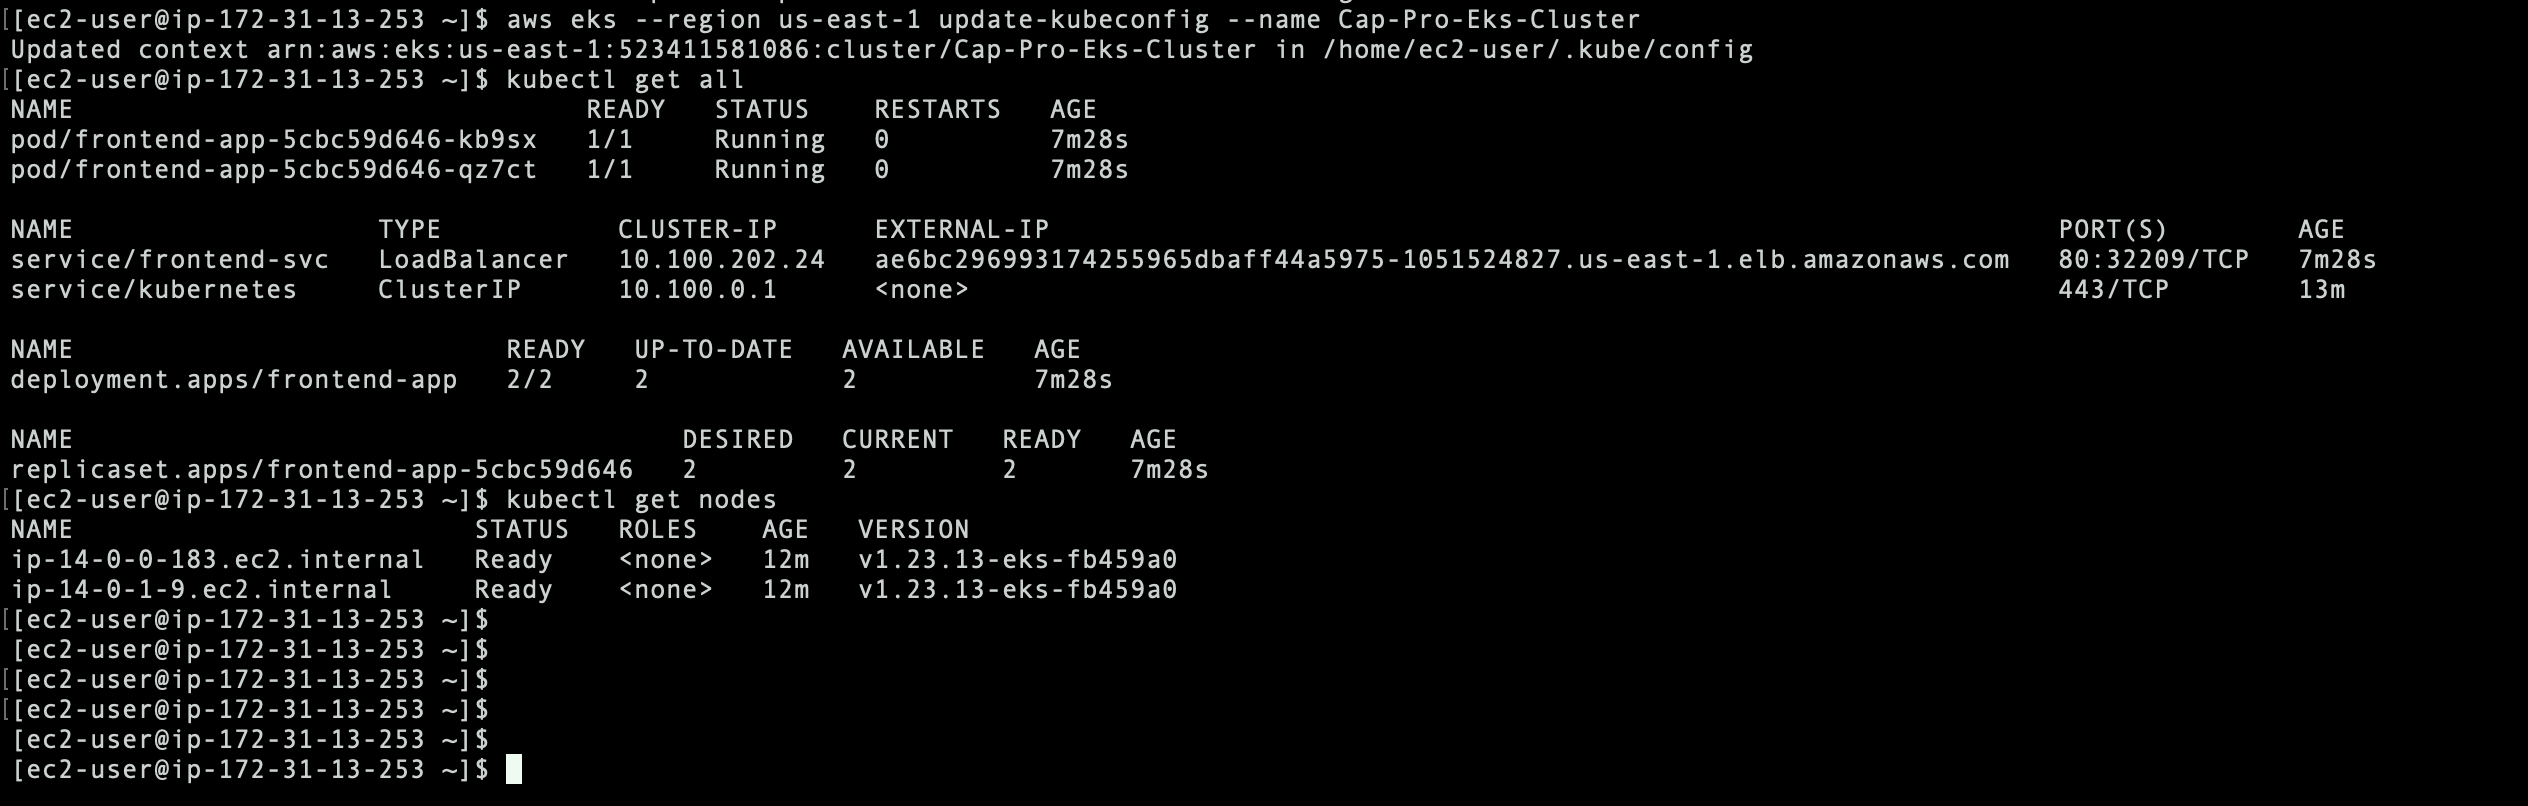 [[ec2-user@ip-172-31-13-253 ~]$ aws eks --region us-east-1 update-kubeconfig --name Cap-Pro-Eks-Cluster
Updated context arn:aws:eks:us-east-1:523411581086:cluster/Cap-Pro-Eks-Cluster in /home/ec2-user/.kube/config
[[ec2-user@ip-172-31-13-253 ~]$ kubectl get all
NAME READY STATUS RESTARTS AGE
pod/frontend-app-5cbc59d646-kb9sx 1/1 Running 0 7m28s
pod/frontend-app-5cbc59d646-qz7ct 1/1 Running 0 7m28s
NAME TYPE CLUSTER-IP EXTERNAL-IP PORT(S) AGE
service/frontend-svc LoadBalancer 10.100.202.24 ae6bc296993174255965dbaff44a5975-1051524827.us-east-1.elb.amazonaws.com 80:32209/TCP 7m28s
service/kubernetes ClusterIP 10.100.0.1 <none> 443/TCP 13m
NAME READY UP-TO-DATE AVAILABLE AGE
deployment.apps/frontend-app 2/2 2 2 7m28s
NAME DESIRED CURRENT READY AGE
replicaset.apps/frontend-app-5cbc59d646 2 2 2 7m28s
[[ec2-user@ip-172-31-13-253 ~]$ kubectl get nodes
NAME STATUS ROLES AGE VERSION
ip-14-0-0-183.ec2.internal Ready <none> 12m v1.23.13-eks-fb459a0
ip-14-0-1-9.ec2.internal Ready <none> 12m v1.23.13-eks-fb459a0
[[ec2-user@ip-172-31-13-253 ~]$
[ec2-user@ip-172-31-13-253 ~]$
[[ec2-user@ip-172-31-13-253 ~]$
[[ec2-user@ip-172-31-13-253 ~]$
[ec2-user@ip-172-31-13-253 ~]$
[ec2-user@ip-172-31-13-253 ~]$